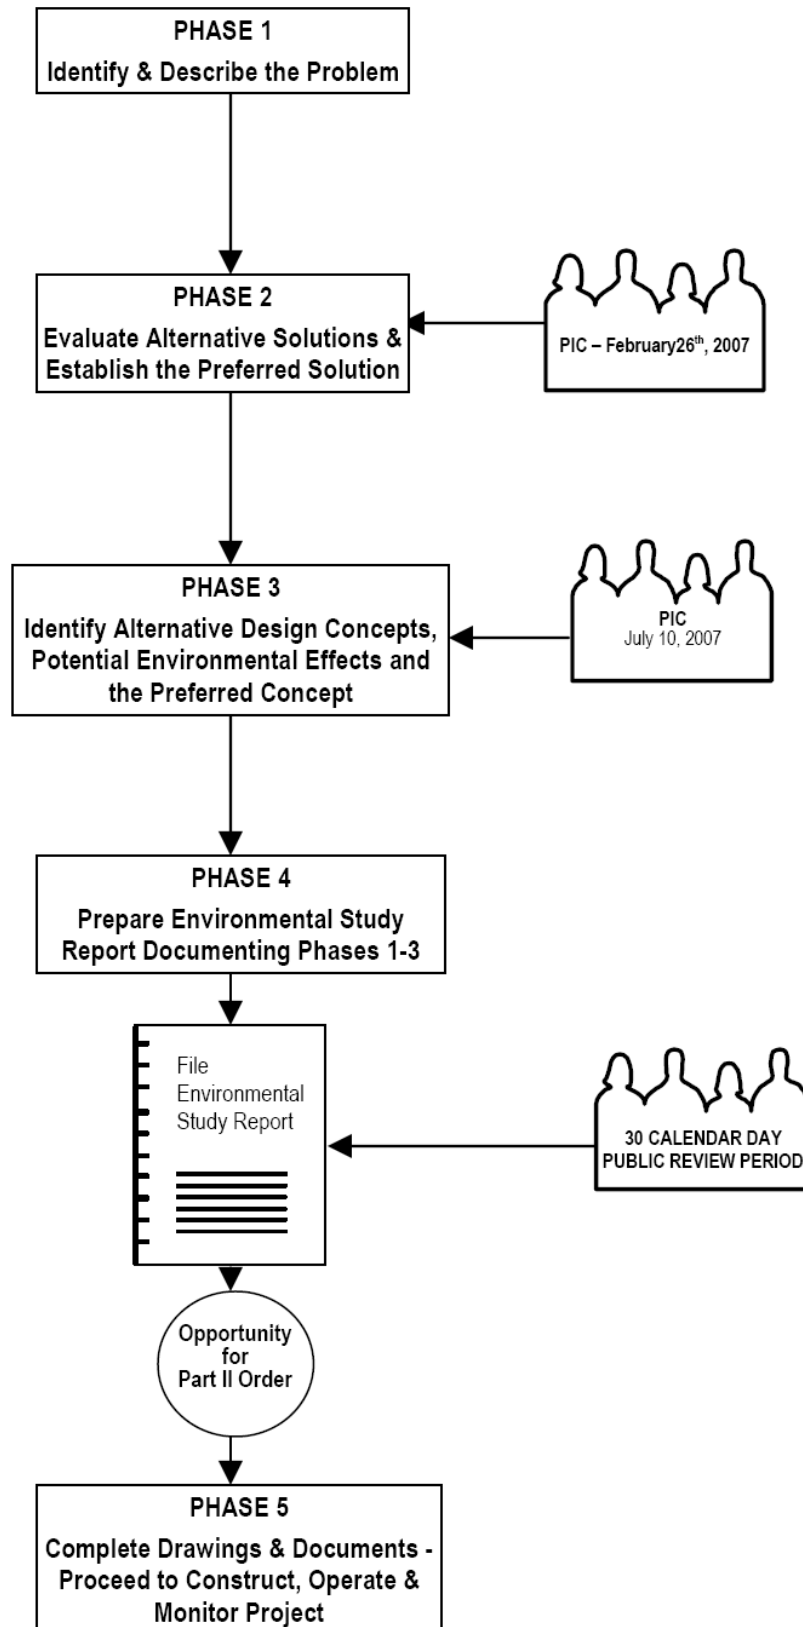 PHASE 1
Identify & Describe the Problem
PHASE 2
Evaluate Alternative Solutions &
Establish the Preferred Solution
PIC – February26th, 2007
PHASE 3
Identify Alternative Design Concepts,
Potential Environmental Effects and
the Preferred Concept
PIC
July 10, 2007
PHASE 4
Prepare Environmental Study
Report Documenting Phases 1-3
File
Environmental
Study Report
30 CALENDAR DAY
PUBLIC REVIEW PERIOD
Opportunity
for
Part II Order
PHASE 5
Complete Drawings & Documents -
Proceed to Construct, Operate &
Monitor Project